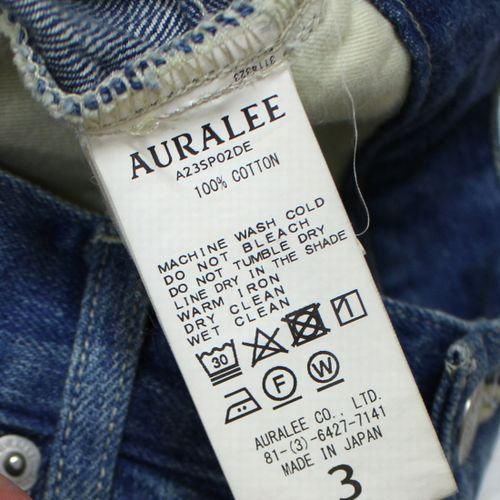 AURALEE
A23SP02DE
100% COTTON
MACHINE WASH COLD
DO NOT BLEACH
DO NOT TUMBLE DRY
LINE DRY IN THE SHADE
WARM IRON
DRY CLEAN
WET CLEAN
30
F W
AURALEE CO., LTD.
81-(3)-6427-7141
MADE IN JAPAN
3